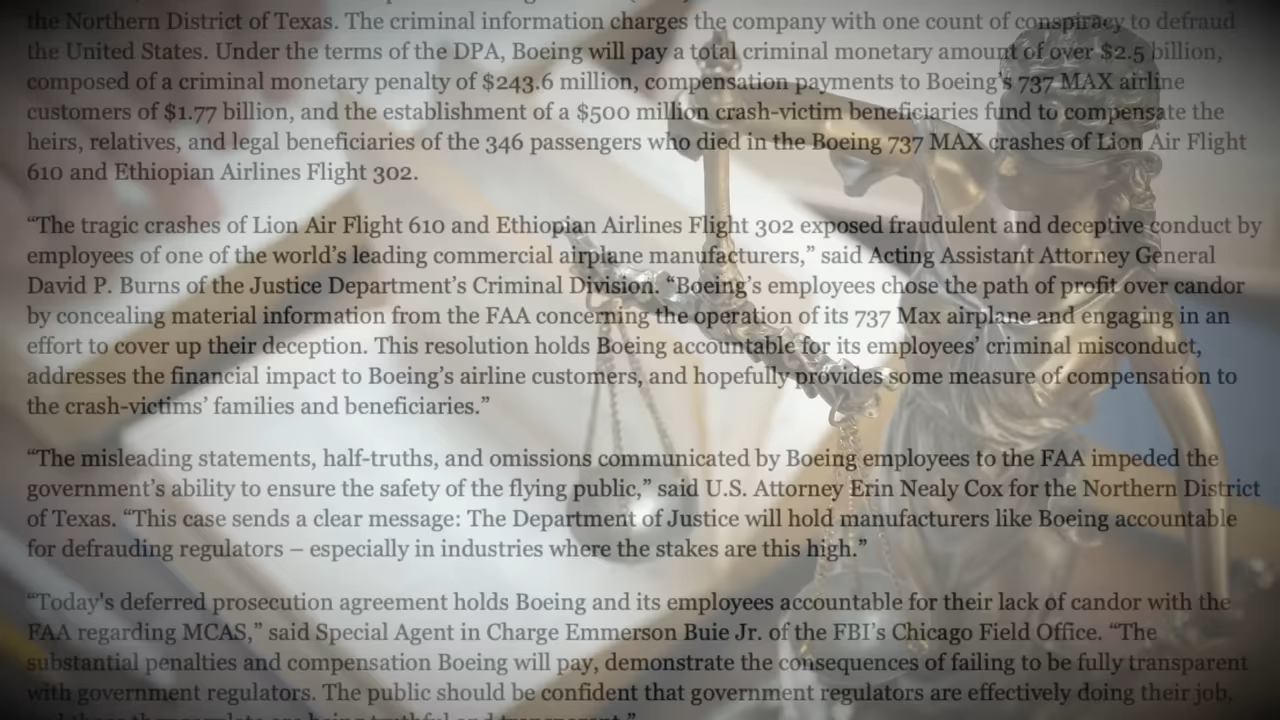 the Northern District of Texas. The criminal information charges the company with one count of conspiracy to defraud
the United States. Under the terms of the DPA, Boeing will pay a total criminal monetary amount of over $2.5 billion,
composed of a criminal monetary penalty of $243.6 million, compensation payments to Boeing's 737 MAX airline
customers of $1.77 billion, and the establishment of a $500 million crash-victim beneficiaries fund to compensate the
heirs, relatives, and legal beneficiaries of the 346 passengers who died in the Boeing 737 MAX crashes of Lion Air Flight
610 and Ethiopian Airlines Flight 302.
“The tragic crashes of Lion Air Flight 610 and Ethiopian Airlines Flight 302 exposed fraudulent and deceptive conduct by
employees of one of the world’s leading commercial airplane manufacturers,” said Acting Assistant Attorney General
David P. Burns of the Justice Department’s Criminal Division. “Boeing’s employees chose the path of profit over candor
by concealing material information from the FAA concerning the operation of its 737 Max airplane and engaging in an
effort to cover up their deception. This resolution holds Boeing accountable for its employees’ criminal misconduct,
addresses the financial impact to Boeing’s airline customers, and hopefully provides some measure of compensation to
the crash-victims’ families and beneficiaries.”
“The misleading statements, half-truths, and omissions communicated by Boeing employees to the FAA impeded the
government’s ability to ensure the safety of the flying public,” said U.S. Attorney Erin Nealy Cox for the Northern District
of Texas. “This case sends a clear message: The Department of Justice will hold manufacturers like Boeing accountable
for defrauding regulators – especially in industries where the stakes are this high.”
“Today's deferred prosecution agreement holds Boeing and its employees accountable for their lack of candor with the
FAA regarding MCAS,” said Special Agent in Charge Emmerson Buie Jr. of the FBI’s Chicago Field Office. “The
substantial penalties and compensation Boeing will pay, demonstrate the consequences of failing to be fully transparent
with government regulators. The public should be confident that government regulators are effectively doing their job,